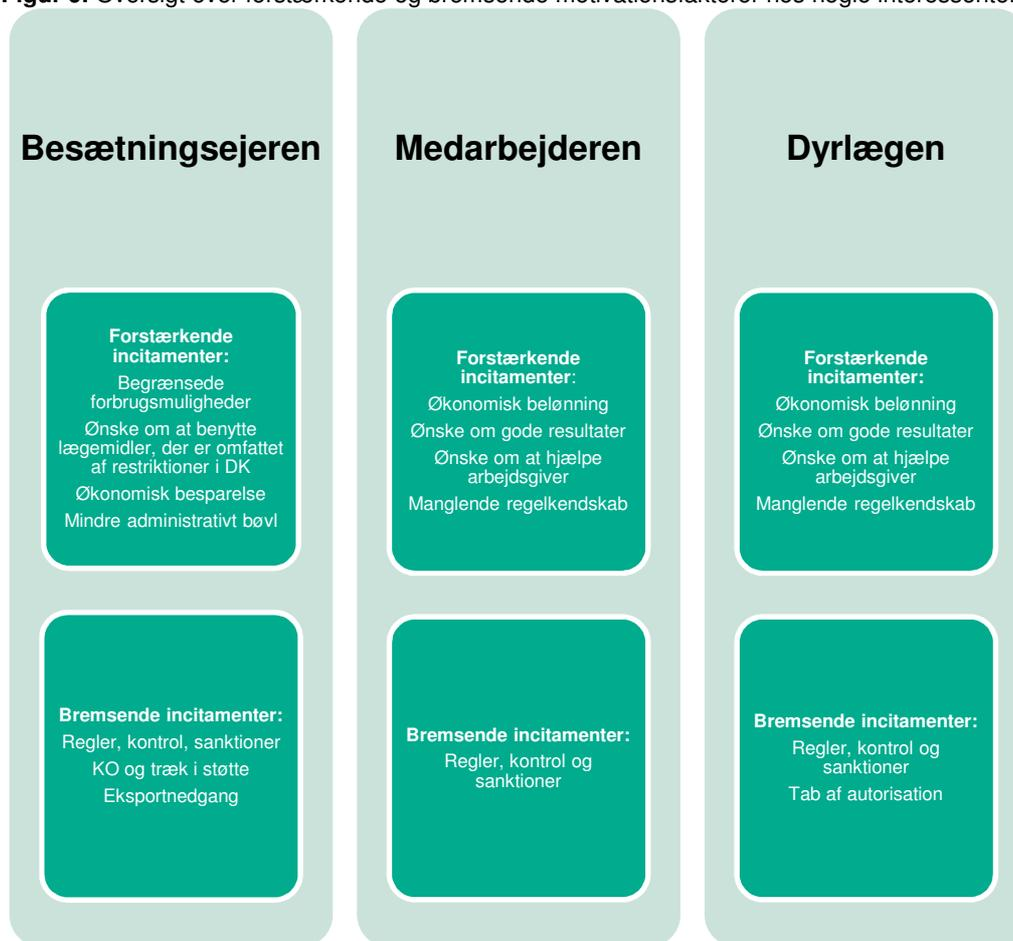 Oversigt over forstærkende og bremsende motivationsfaktorer hos nøgle interessenter
Besætningsejeren
Forstærkende
incitamenter:
Begrænsede
forbrugsmuligheder
Ønske om at benytte
lægemidler, der er omfattet
af restriktioner i DK
Økonomisk besparelse
Mindre administrativt bøvl
Bremsende incitamenter:
Regler, kontrol, sanktioner
KO og træk i støtte
Eksportnedgang
Medarbejderen
Forstærkende
incitamenter:
Økonomisk belønning
Ønske om gode resultater
Ønske om at hjælpe
arbejdsgiver
Manglende regelkendskab
Bremsende incitamenter:
Regler, kontrol og
sanktioner
Dyrlægen
Forstærkende
incitamenter:
Økonomisk belønning
Ønske om gode resultater
Ønske om at hjælpe
arbejdsgiver
Manglende regelkendskab
Bremsende incitamenter:
Regler, kontrol og
sanktioner
Tab af autorisation